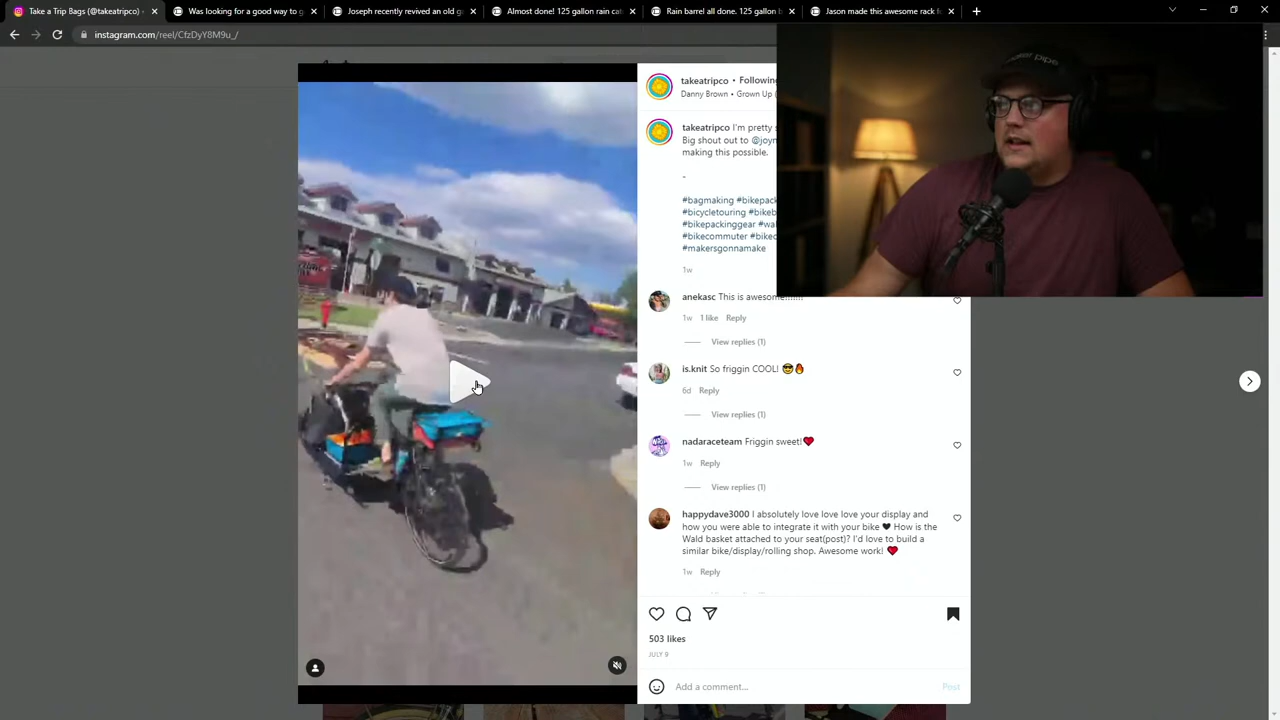 Take a Trip Bags (@takeatripco) •
Was looking for a good way to g
Joseph recently revived an old g
Almost done! 125 gallon rain cat
Rain barrel all done. 125 gallon b
Jason made this awesome rack f
instagram.com/reel/CfzDyY8M9u_/
takeatripco • Following
Danny Brown • Grown Up (
takeatripco I'm pretty
Big shout out to @joyn
making this possible.
-
#bagmaking #bikepack
#bicycletouring #bikeb
#bikepackinggear #wal
#bikecommuter #bikec
#makersgonnamake
1w
anekasc This is awesome!!!!!!!
1w 1 like Reply
View replies (1)
is.knit So friggin COOL! 😎🔥
6d Reply
View replies (1)
nadaraceteam Friggin sweet!❤️
1w Reply
View replies (1)
happydave3000 I absolutely love love love your display and
how you were able to integrate it with your bike 🖤 How is the
Wald basket attached to your seat(post)? I'd love to build a
similar bike/display/rolling shop. Awesome work! ❤️
1w Reply
503 likes
JULY 9
Add a comment...
Post